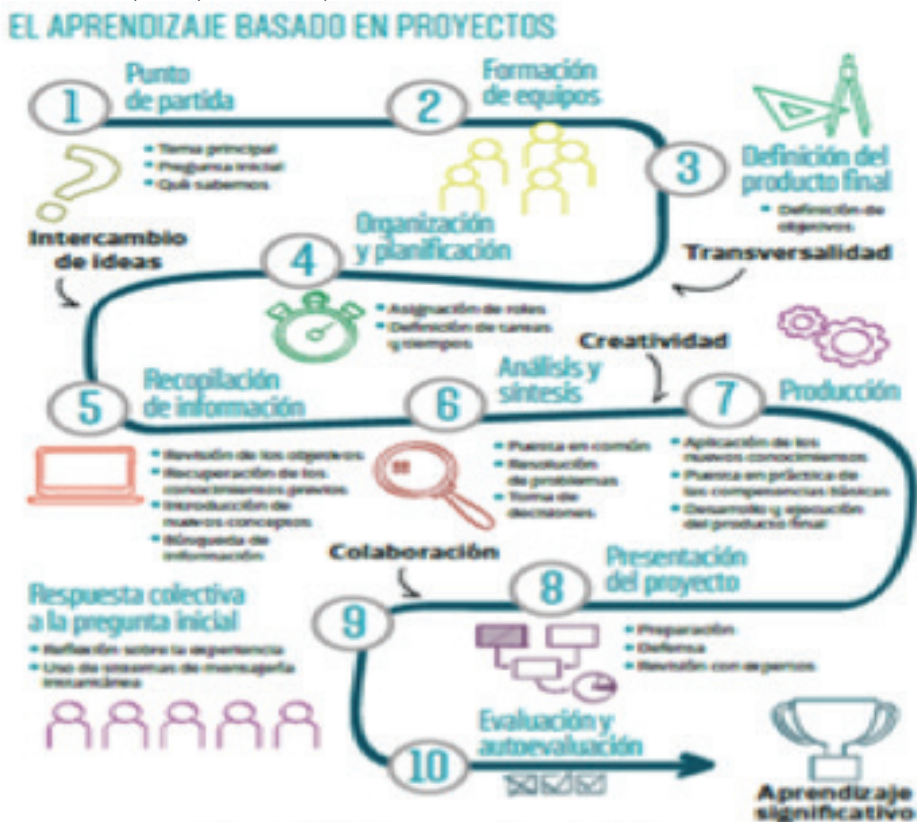 EL APRENDIZAJE BASADO EN PROYECTOS
1
Punto
de partida
• Tema principal
• Pregunta inicial
• Qué sabemos
2
Formación
de equipos
3
Definición del
producto final
• Definición de
objetivos
Transversalidad
4
Organización
y planificación
• Asignación de roles
• Definición de tareas
y tiempos
Intercambio
de ideas
5
Recopilación
de información
• Revisión de los objetivos
• Recuperación de los
conocimientos previos
• Introducción de
nuevos conceptos
• Búsqueda de
información
6
Análisis y
síntesis
• Puesta en común
• Resolución
de problemas
• Toma de
decisiones
Creatividad
7
Producción
• Aplicación de los
nuevos conocimientos
• Puesta en práctica de
las competencias básicas
• Desarrollo y ejecución
del producto final
8
Presentación
del proyecto
• Preparación
• Defensa
• Revisión con expertos
Colaboración
9
Respuesta colectiva
a la pregunta inicial
• Reflexión sobre la experiencia
• Uso de sistemas de mensajería
instantánea
10
Evaluación y
autoevaluación
Aprendizaje
significativo